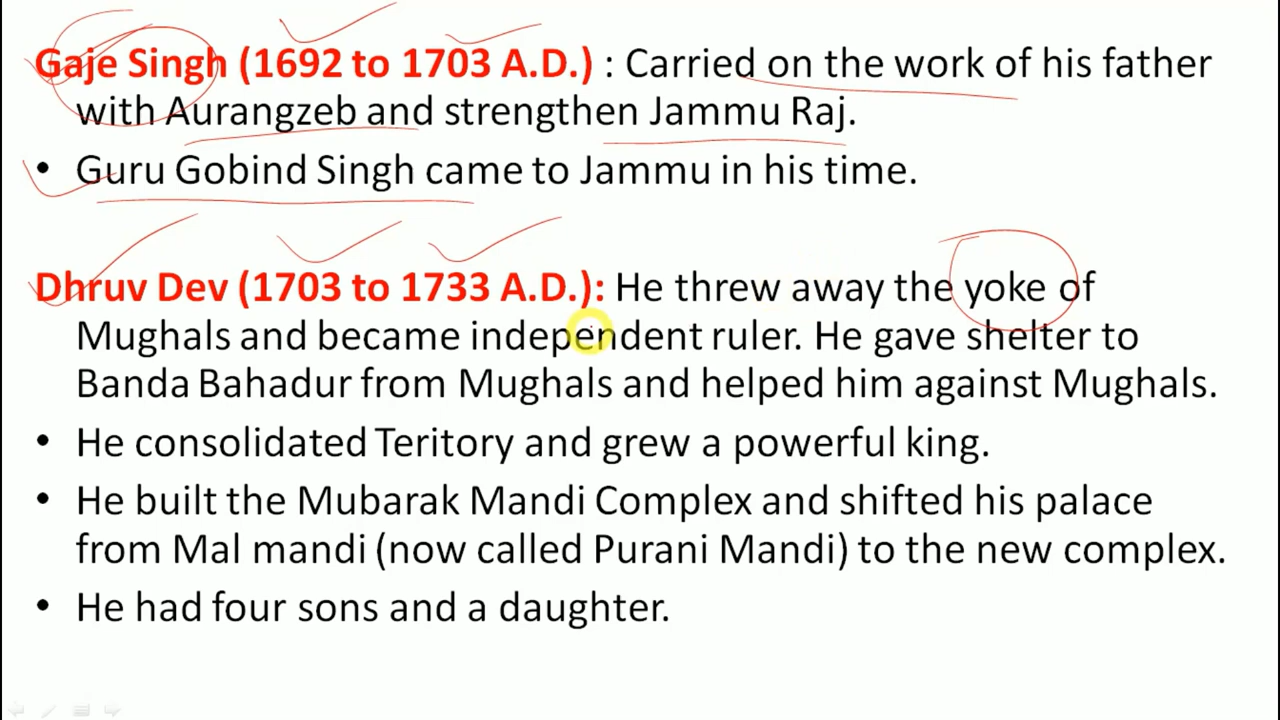 Gaje Singh (1692 to 1703 A.D.) : Carried on the work of his father
with Aurangzeb and strengthen Jammu Raj.
• Guru Gobind Singh came to Jammu in his time.
Dhruv Dev (1703 to 1733 A.D.): He threw away the yoke of
Mughals and became independent ruler. He gave shelter to
Banda Bahadur from Mughals and helped him against Mughals.
• He consolidated Teritory and grew a powerful king.
• He built the Mubarak Mandi Complex and shifted his palace
from Mal mandi (now called Purani Mandi) to the new complex.
• He had four sons and a daughter.